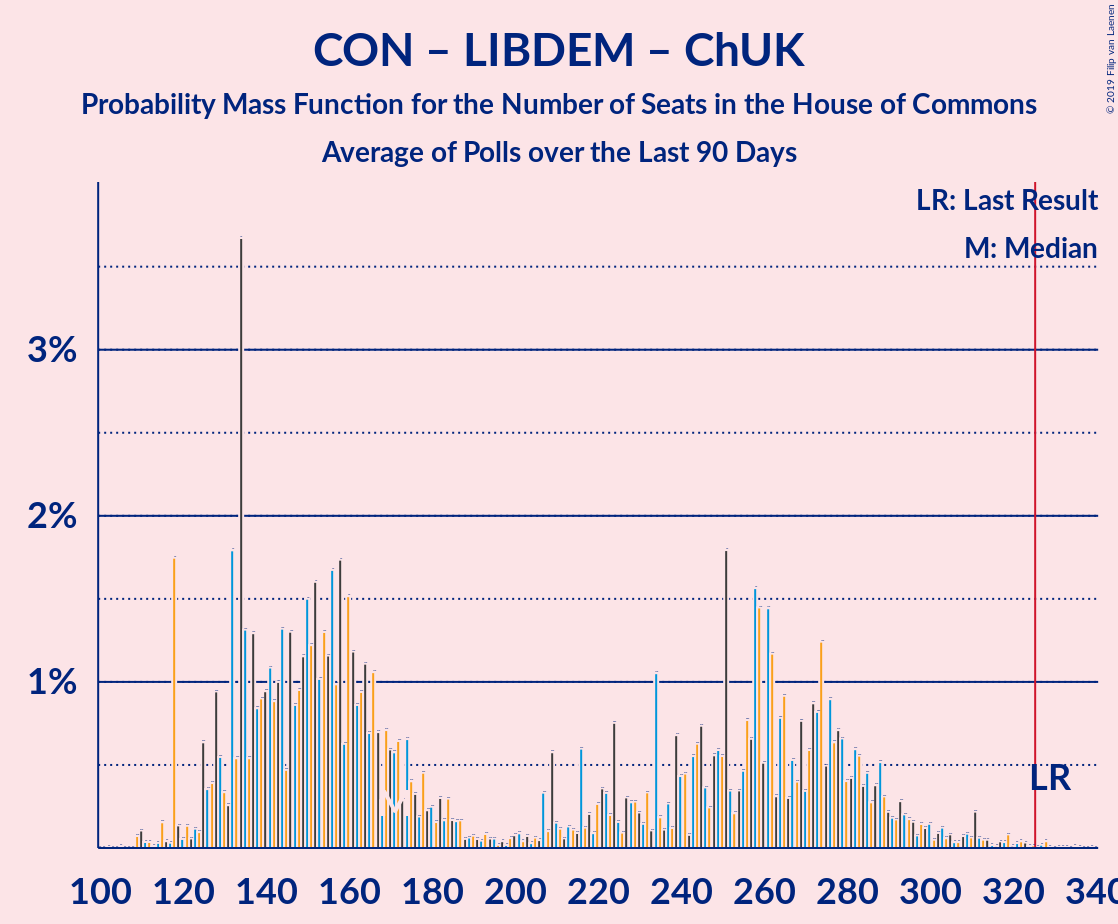 CON – LIBDEM – ChUK
Probability Mass Function for the Number of Seats in the House of Commons
Average of Polls over the Last 90 Days
© 2019 Filip van Laenen
LR: Last Result
M: Median
3%
2%
1%
LR
100 120 140 160 180 200 220 240 260 280 300 320 340